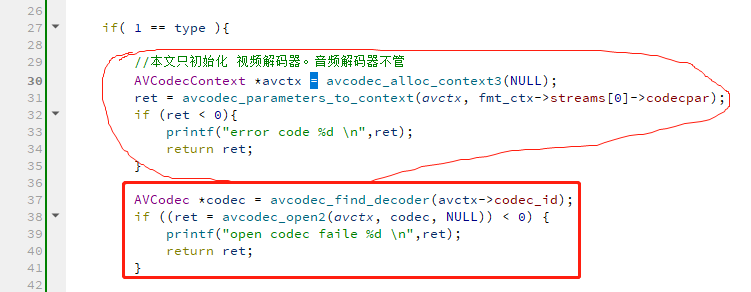 26
27 if( 1 == type ){
28
29 //本文只初始化 视频解码器。音频解码器不管
30 AVCodecContext *avctx = avcodec_alloc_context3(NULL);
31 ret = avcodec_parameters_to_context(avctx, fmt_ctx->streams[0]->codecpar);
32 if (ret < 0){
33 printf("error code %d \n",ret);
34 return ret;
35 }
36
37 AVCodec *codec = avcodec_find_decoder(avctx->codec_id);
38 if ((ret = avcodec_open2(avctx, codec, NULL)) < 0) {
39 printf("open codec faile %d \n",ret);
40 return ret;
41 }
42